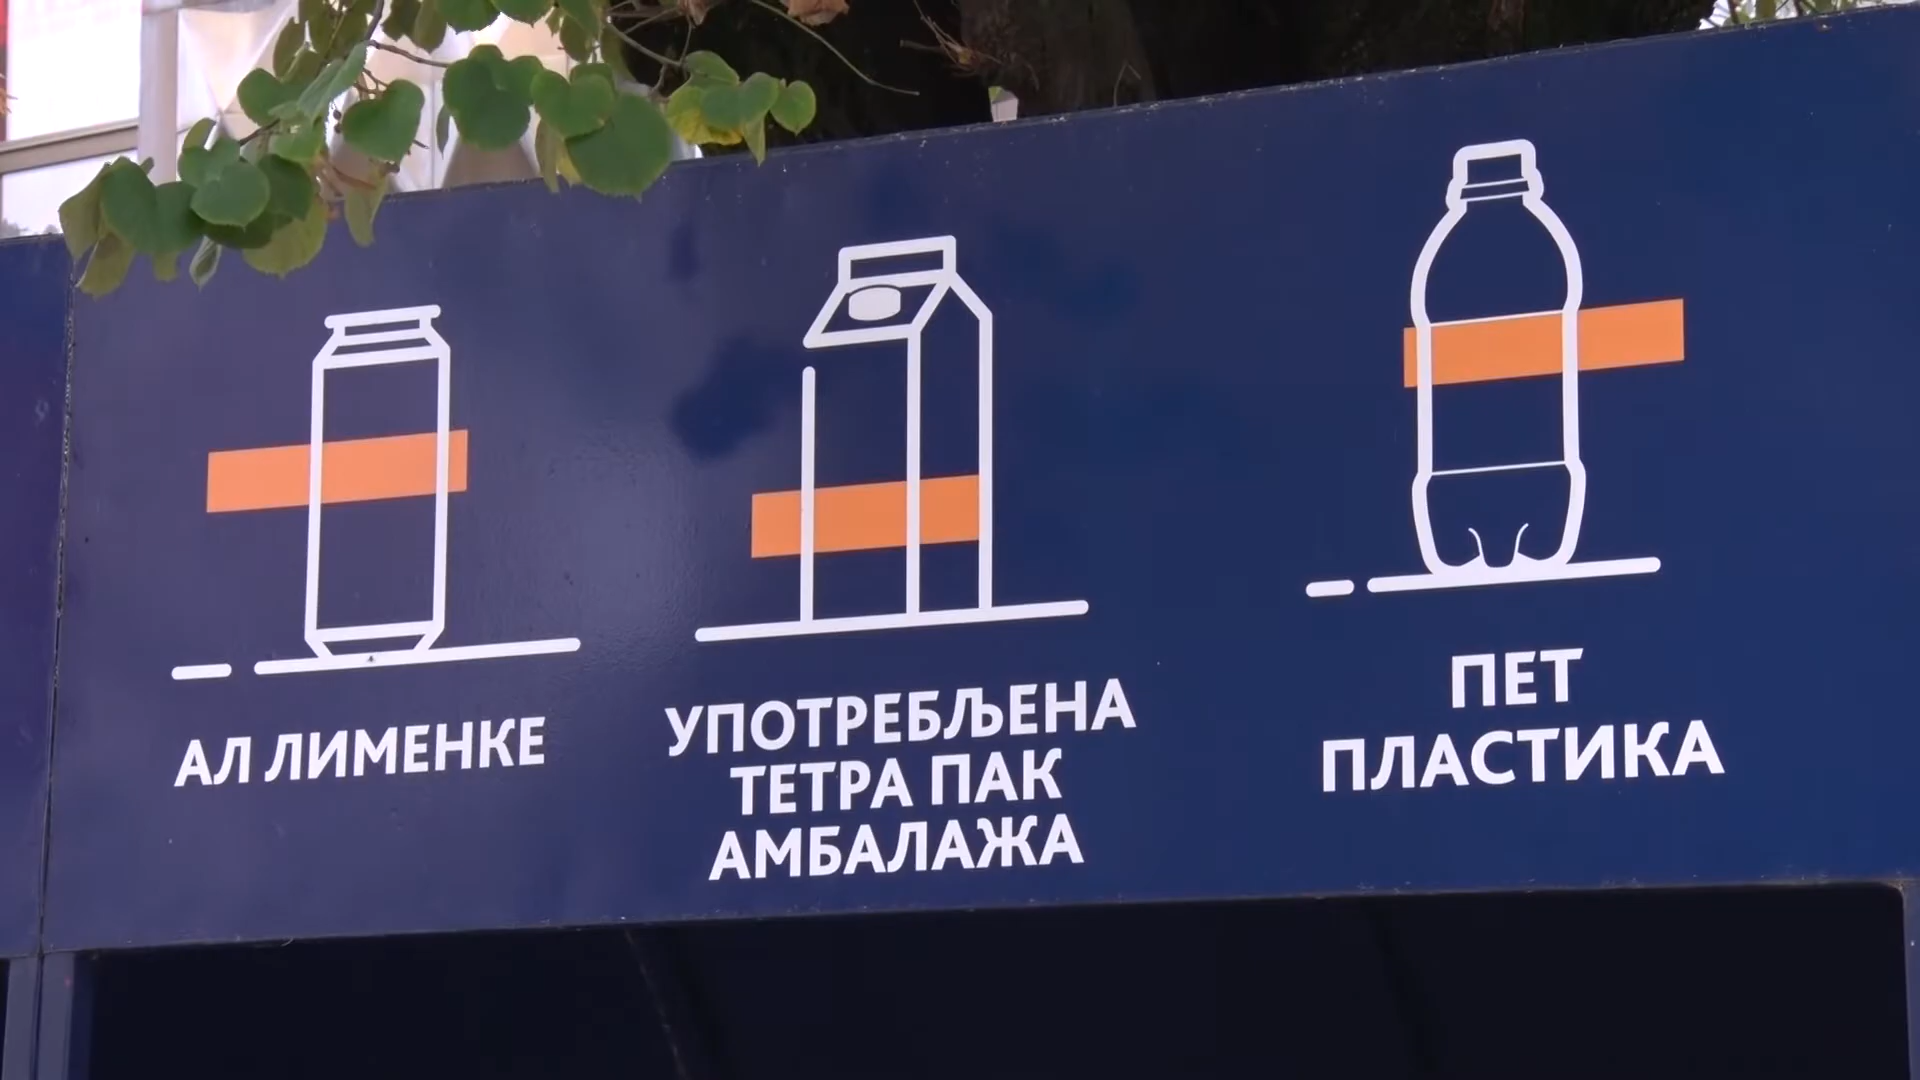 АЛ ЛИМЕНКЕ
УПОТРЕБЉЕНА
ТЕТРА ПАК
АМБАЛАЖА
ПЕТ
ПЛАСТИКА